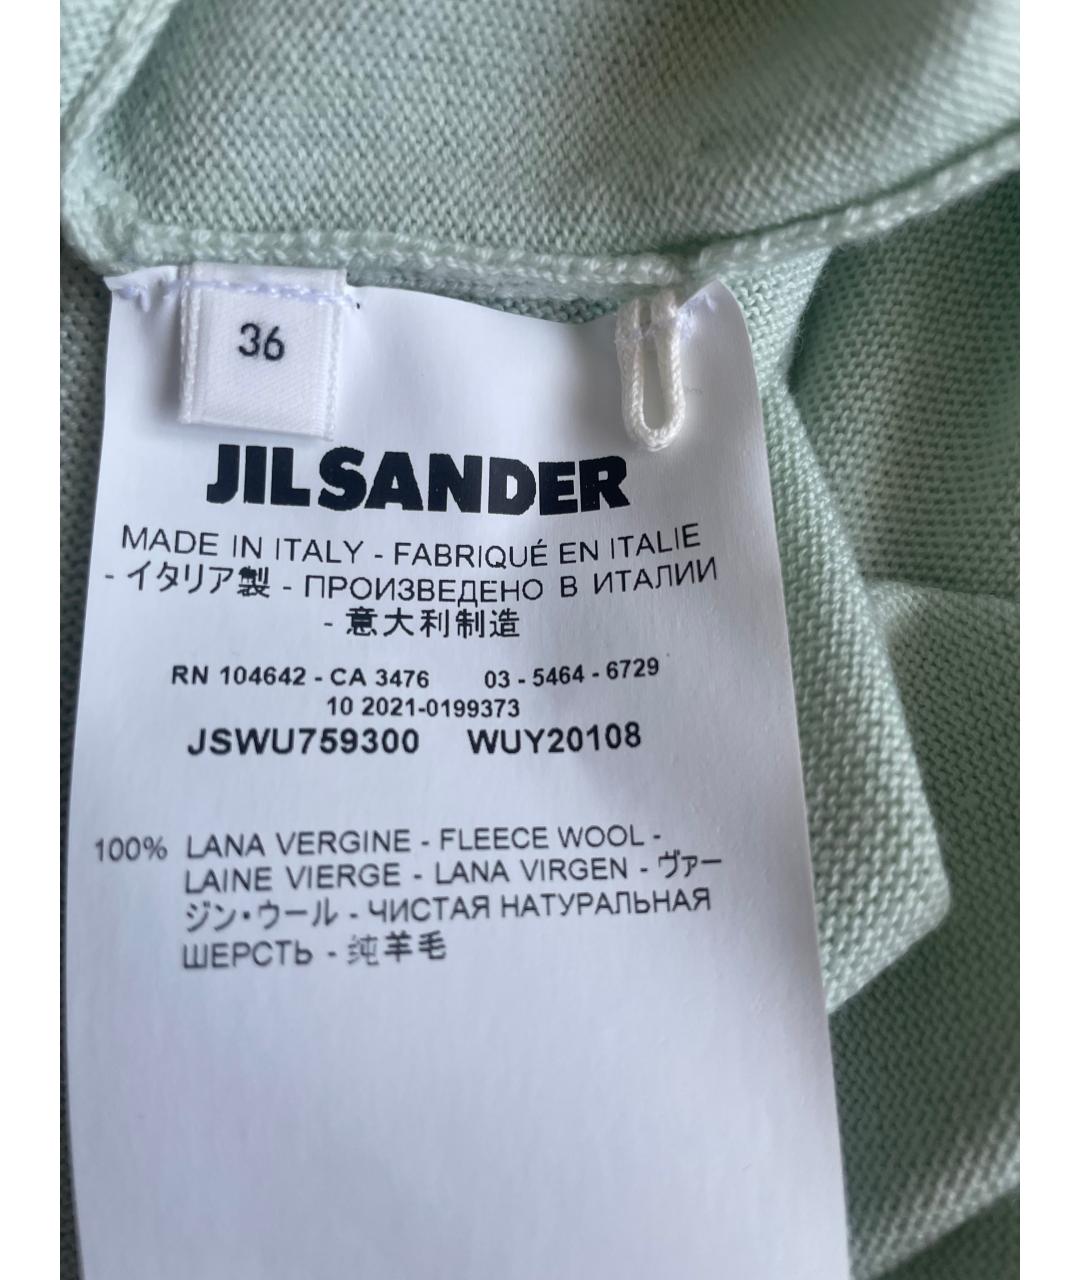 36
JIL SANDER
MADE IN ITALY - FABRIQUÉ EN ITALIE
- イタリア製 - ПРОИЗВЕДЕНО В ИТАЛИИ
- 意大利制造
RN 104642 - CA 3476 03 - 5464 - 6729
10 2021-0199373
JSWU759300 WUY20108
100% LANA VERGINE - FLEECE WOOL -
LAINE VIERGE - LANA VIRGEN - ヴァー
ジン・ウール - ЧИСТАЯ НАТУРАЛЬНАЯ
ШЕРСТЬ - 纯羊毛